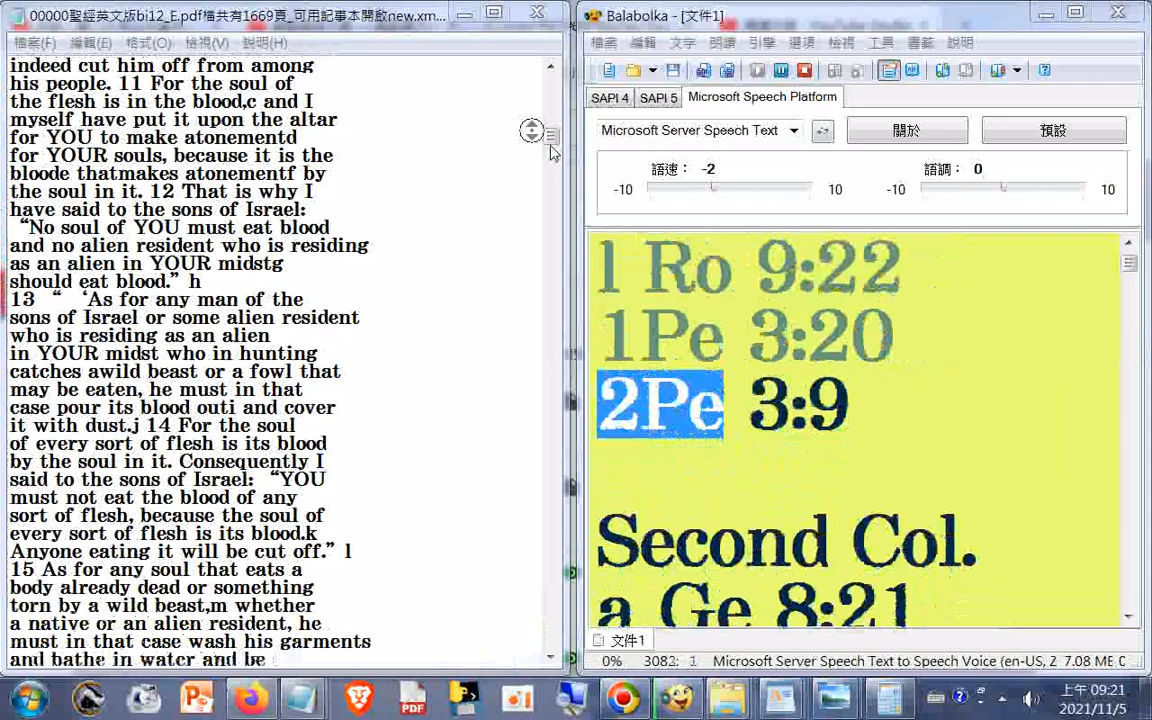 00000聖經英文版bi12_E.pdf檔共有1669頁_可用記事本開啟new.xm...
檔案(F) 編輯(E) 格式(O) 檢視(V) 說明(H)
indeed cut him off from among
his people. 11 For the soul of
the flesh is in the blood,c and I
myself have put it upon the altar
for YOU to make atonementd
for YOUR souls, because it is the
bloode thatmakes atonementf by
the soul in it. 12 That is why I
have said to the sons of Israel:
“No soul of YOU must eat blood
and no alien resident who is residing
as an alien in YOUR midstg
should eat blood.” h
13 “ ‘As for any man of the
sons of Israel or some alien resident
who is residing as an alien
in YOUR midst who in hunting
catches awild beast or a fowl that
may be eaten, he must in that
case pour its blood outi and cover
it with dust.j 14 For the soul
of every sort of flesh is its blood
by the soul in it. Consequently I
said to the sons of Israel: “YOU
must not eat the blood of any
sort of flesh, because the soul of
every sort of flesh is its blood.k
Anyone eating it will be cut off.” l
15 As for any soul that eats a
body already dead or something
torn by a wild beast,m whether
a native or an alien resident, he
must in that case wash his garments
and bathe in water and be
Balabolka - [文件1]
檔案 編輯 文字 朗讀 引擎 選項 檢視 工具 書籤 說明
SAPI 4 SAPI 5 Microsoft Speech Platform
Microsoft Server Speech Text 關於 預設
語速： -2 語調： 0
-10 10 -10 10
l Ro 9:22
1Pe 3:20
2Pe 3:9
Second Col.
a Ge 8:21
文件1
0% 3082: 1 Microsoft Server Speech Text to Speech Voice (en-US, Z 7.08 ME C
PDF
上午 09:21
2021/11/5